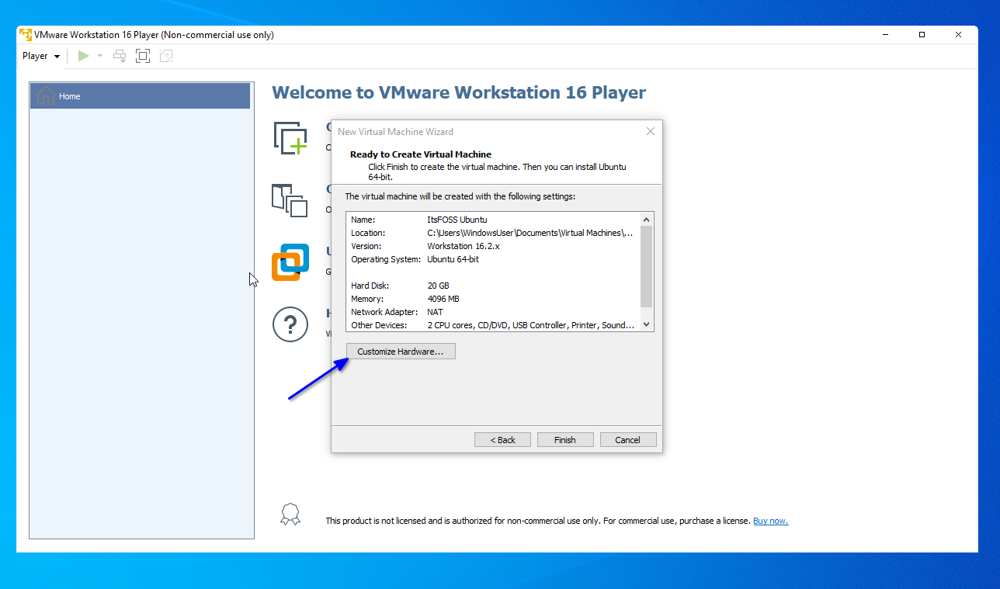 VMware Workstation 16 Player (Non-commercial use only)
Player
Home
Welcome to VMware Workstation 16 Player
New Virtual Machine Wizard
Ready to Create Virtual Machine
Click Finish to create the virtual machine. Then you can install Ubuntu
64-bit.
The virtual machine will be created with the following settings:
Name: ItsFOSS Ubuntu
Location: C:\Users\WindowsUser\Documents\Virtual Machines\...
Version: Workstation 16.2.x
Operating System: Ubuntu 64-bit
Hard Disk: 20 GB
Memory: 4096 MB
Network Adapter: NAT
Other Devices: 2 CPU cores, CD/DVD, USB Controller, Printer, Sound...
Customize Hardware...
< Back Finish Cancel
This product is not licensed and is authorized for non-commercial use only. For commercial use, purchase a license. Buy now.